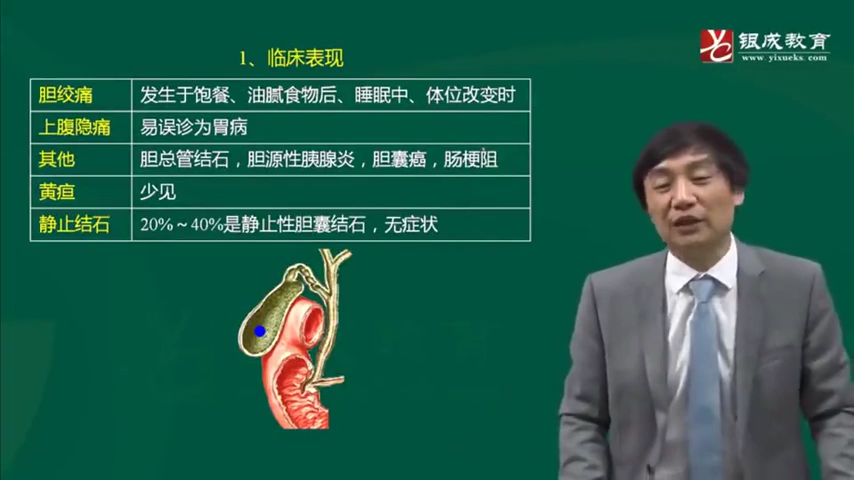 银成教育
www.yixueks.com
1、临床表现
胆绞痛 发生于饱餐、油腻食物后、睡眠中、体位改变时
上腹隐痛 易误诊为胃病
其他 胆总管结石，胆源性胰腺炎，胆囊癌，肠梗阻
黄疸 少见
静止结石 20%～40%是静止性胆囊结石，无症状